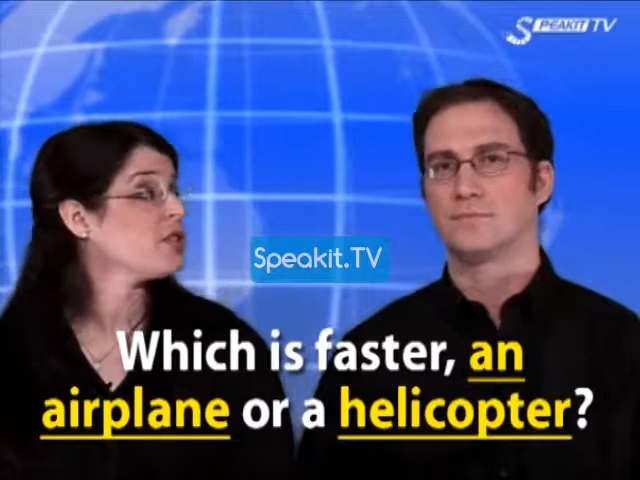 SPEAKIT TV
Speakit.TV
Which is faster, an
airplane or a helicopter?